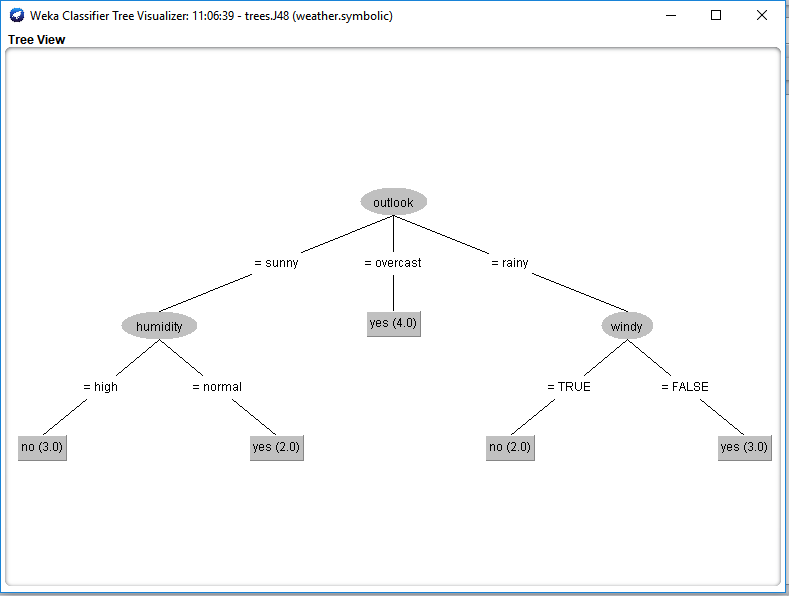 Weka Classifier Tree Visualizer: 11:06:39 - trees.J48 (weather.symbolic)
Tree View
outlook
= sunny
= overcast
= rainy
humidity
yes (4.0)
windy
= high
= normal
= TRUE
= FALSE
no (3.0)
yes (2.0)
no (2.0)
yes (3.0)